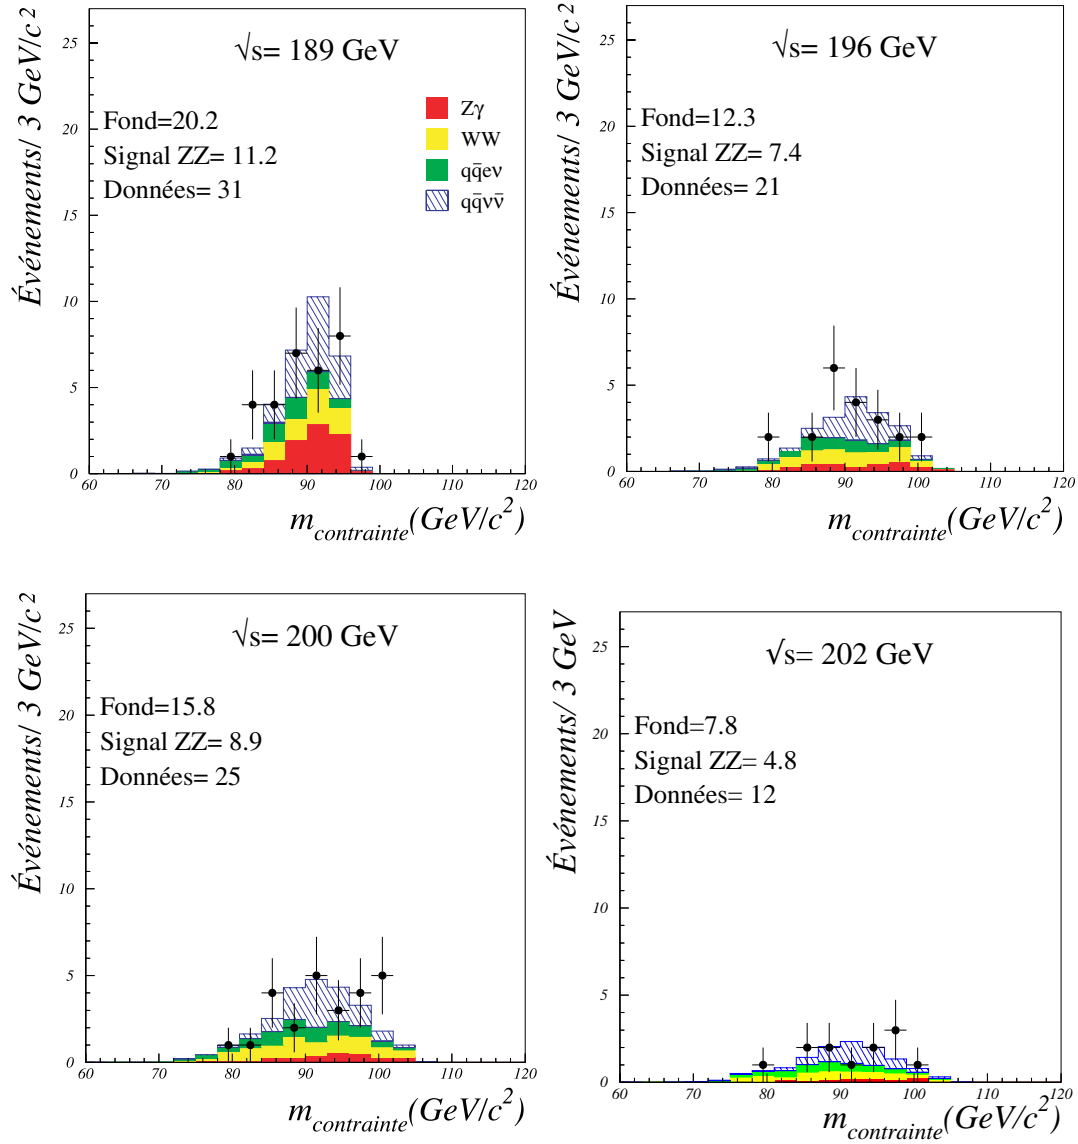 Événements/ 3 GeV/c²
√s= 189 GeV
Fond=20.2
Signal ZZ= 11.2
Données= 31
Zγ
WW
qq̄eν
qq̄νν̄
25
20
15
10
5
0
60 70 80 90 100 110 120
m_contrainte(GeV/c²)
Événements/ 3 GeV/c²
√s= 196 GeV
Fond=12.3
Signal ZZ= 7.4
Données= 21
25
20
15
10
5
0
60 70 80 90 100 110 120
m_contrainte(GeV/c²)
Événements/ 3 GeV/c²
√s= 200 GeV
Fond=15.8
Signal ZZ= 8.9
Données= 25
25
20
15
10
5
0
60 70 80 90 100 110 120
m_contrainte(GeV/c²)
Événements/ 3 GeV
√s= 202 GeV
Fond=7.8
Signal ZZ= 4.8
Données= 12
25
20
15
10
5
0
60 70 80 90 100 110 120
m_contrainte(GeV/c²)